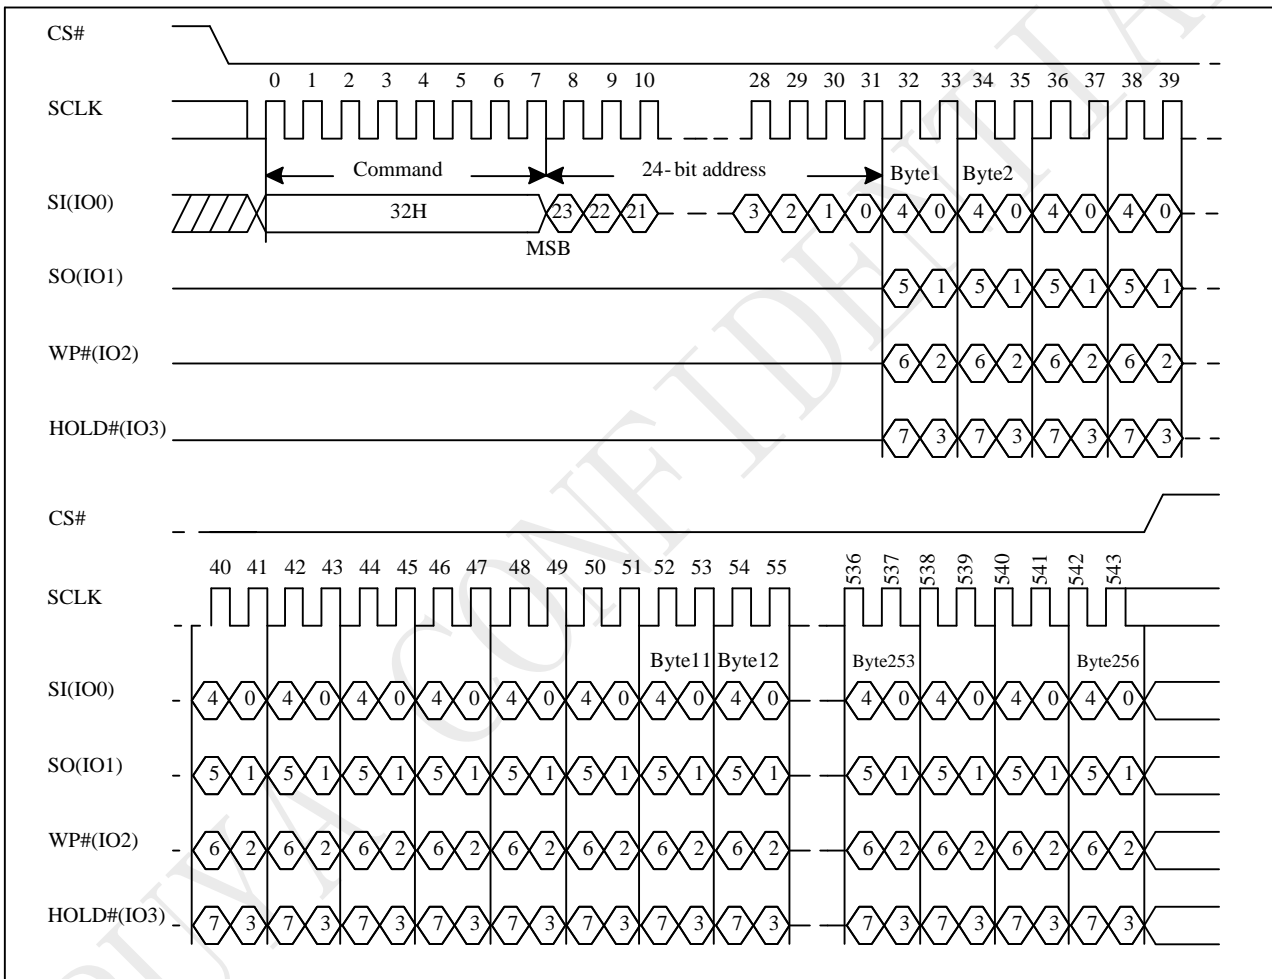 CS#
0 1 2 3 4 5 6 7 8 9 10 28 29 30 31 32 33 34 35 36 37 38 39
SCLK
Command 24-bit address Byte1 Byte2
SI(IO0) 32H 23 22 21 3 2 1 0 4 0 4 0 4 0 4 0
MSB
SO(IO1) 5 1 5 1 5 1 5 1
WP#(IO2) 6 2 6 2 6 2 6 2
HOLD#(IO3) 7 3 7 3 7 3 7 3
CS#
40 41 42 43 44 45 46 47 48 49 50 51 52 53 54 55 536 537 538 539 540 541 542 543
SCLK
Byte11 Byte12 Byte253 Byte256
SI(IO0) 4 0 4 0 4 0 4 0 4 0 4 0 4 0 4 0 4 0 4 0 4 0 4 0
SO(IO1) 5 1 5 1 5 1 5 1 5 1 5 1 5 1 5 1 5 1 5 1 5 1 5 1
WP#(IO2) 6 2 6 2 6 2 6 2 6 2 6 2 6 2 6 2 6 2 6 2 6 2 6 2
HOLD#(IO3) 7 3 7 3 7 3 7 3 7 3 7 3 7 3 7 3 7 3 7 3 7 3 7 3